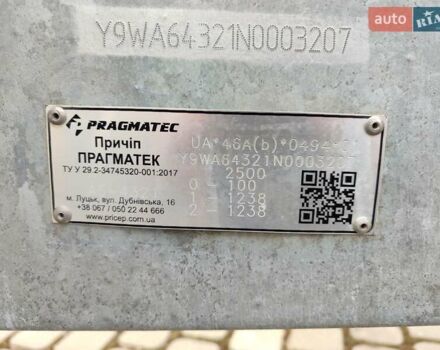 Y9WA64321N0003207
auto RIA
PRAGMATEC
Причіп
ПРАГМАТЕК
ТУ У 29.2-34745320-001:2017
м. Луцьк, вул. Дубнівська, 16
+38 067 / 050 22 44 666
www.pricep.com.ua
UA*46A(b)*0494*
Y9WA64321N0003207
2500
0 - 100
1 - 1238
2 - 1238